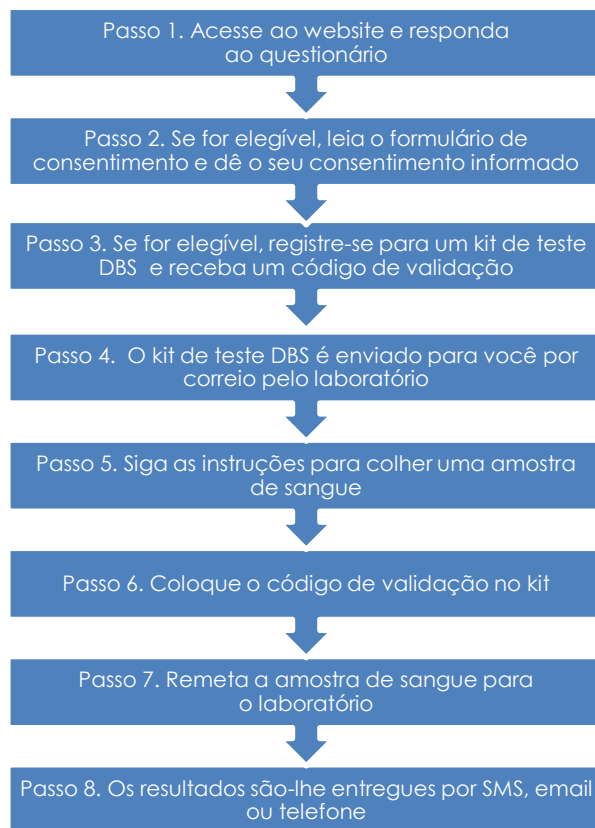 Passo 1. Acesse ao website e responda
ao questionário
Passo 2. Se for elegível, leia o formulário de
consentimento e dê o seu consentimento informado
Passo 3. Se for elegível, registre-se para um kit de teste
DBS e receba um código de validação
Passo 4. O kit de teste DBS é enviado para você por
correio pelo laboratório
Passo 5. Siga as instruções para colher uma amostra
de sangue
Passo 6. Coloque o código de validação no kit
Passo 7. Remeta a amostra de sangue para
o laboratório
Passo 8. Os resultados são-lhe entregues por SMS, email
ou telefone